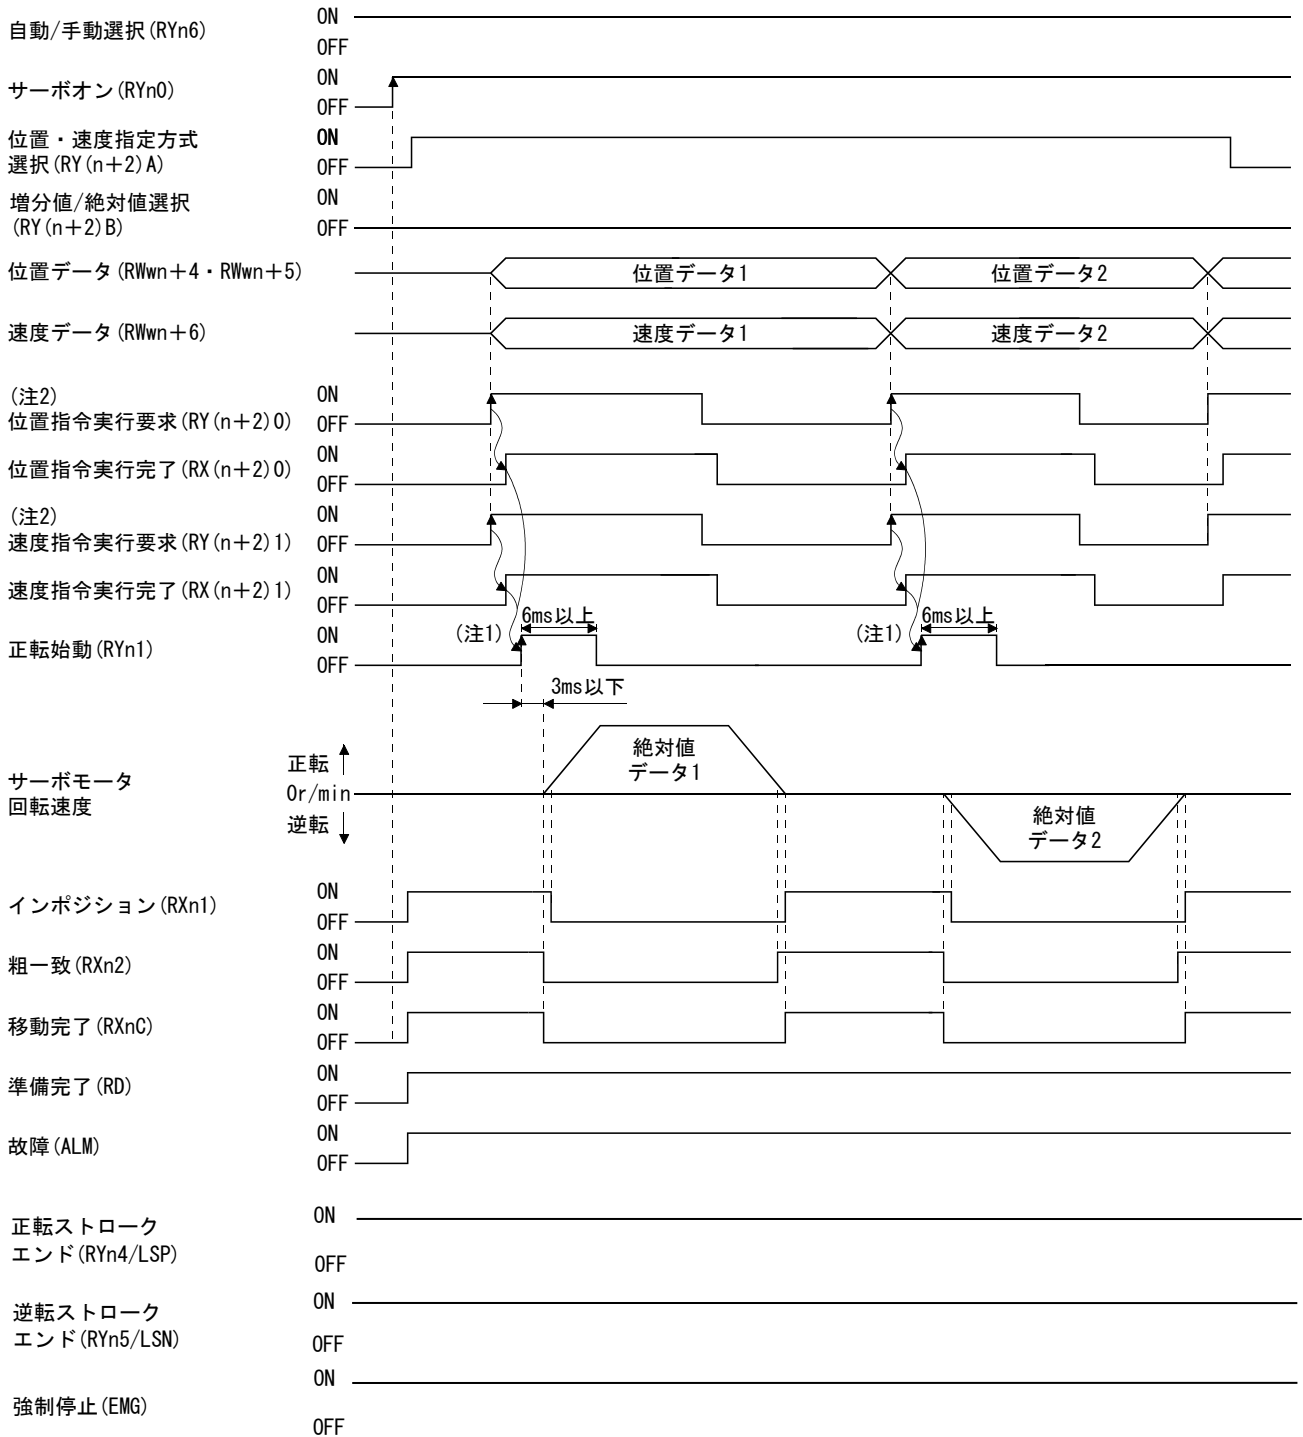 自動/手動選択(RYn6)
ON
OFF
サーボオン(RYn0)
ON
OFF
位置・速度指定方式
選択(RY(n+2)A)
ON
OFF
増分値/絶対値選択
(RY(n+2)B)
ON
OFF
位置データ(RWwn+4・RWwn+5)
位置データ1
位置データ2
速度データ(RWwn+6)
速度データ1
速度データ2
(注2)
位置指令実行要求(RY(n+2)0)
ON
OFF
位置指令実行完了(RX(n+2)0)
ON
OFF
(注2)
速度指令実行要求(RY(n+2)1)
ON
OFF
速度指令実行完了(RX(n+2)1)
ON
OFF
正転始動(RYn1)
ON
OFF
(注1)
6ms以上
(注1)
6ms以上
3ms以下
サーボモータ
回転速度
正転
0r/min
逆転
絶対値
データ1
絶対値
データ2
インポジション(RXn1)
ON
OFF
粗一致(RXn2)
ON
OFF
移動完了(RXnC)
ON
OFF
準備完了(RD)
ON
OFF
故障(ALM)
ON
OFF
正転ストローク
エンド(RYn4/LSP)
ON
OFF
逆転ストローク
エンド(RYn5/LSN)
ON
OFF
強制停止(EMG)
ON
OFF